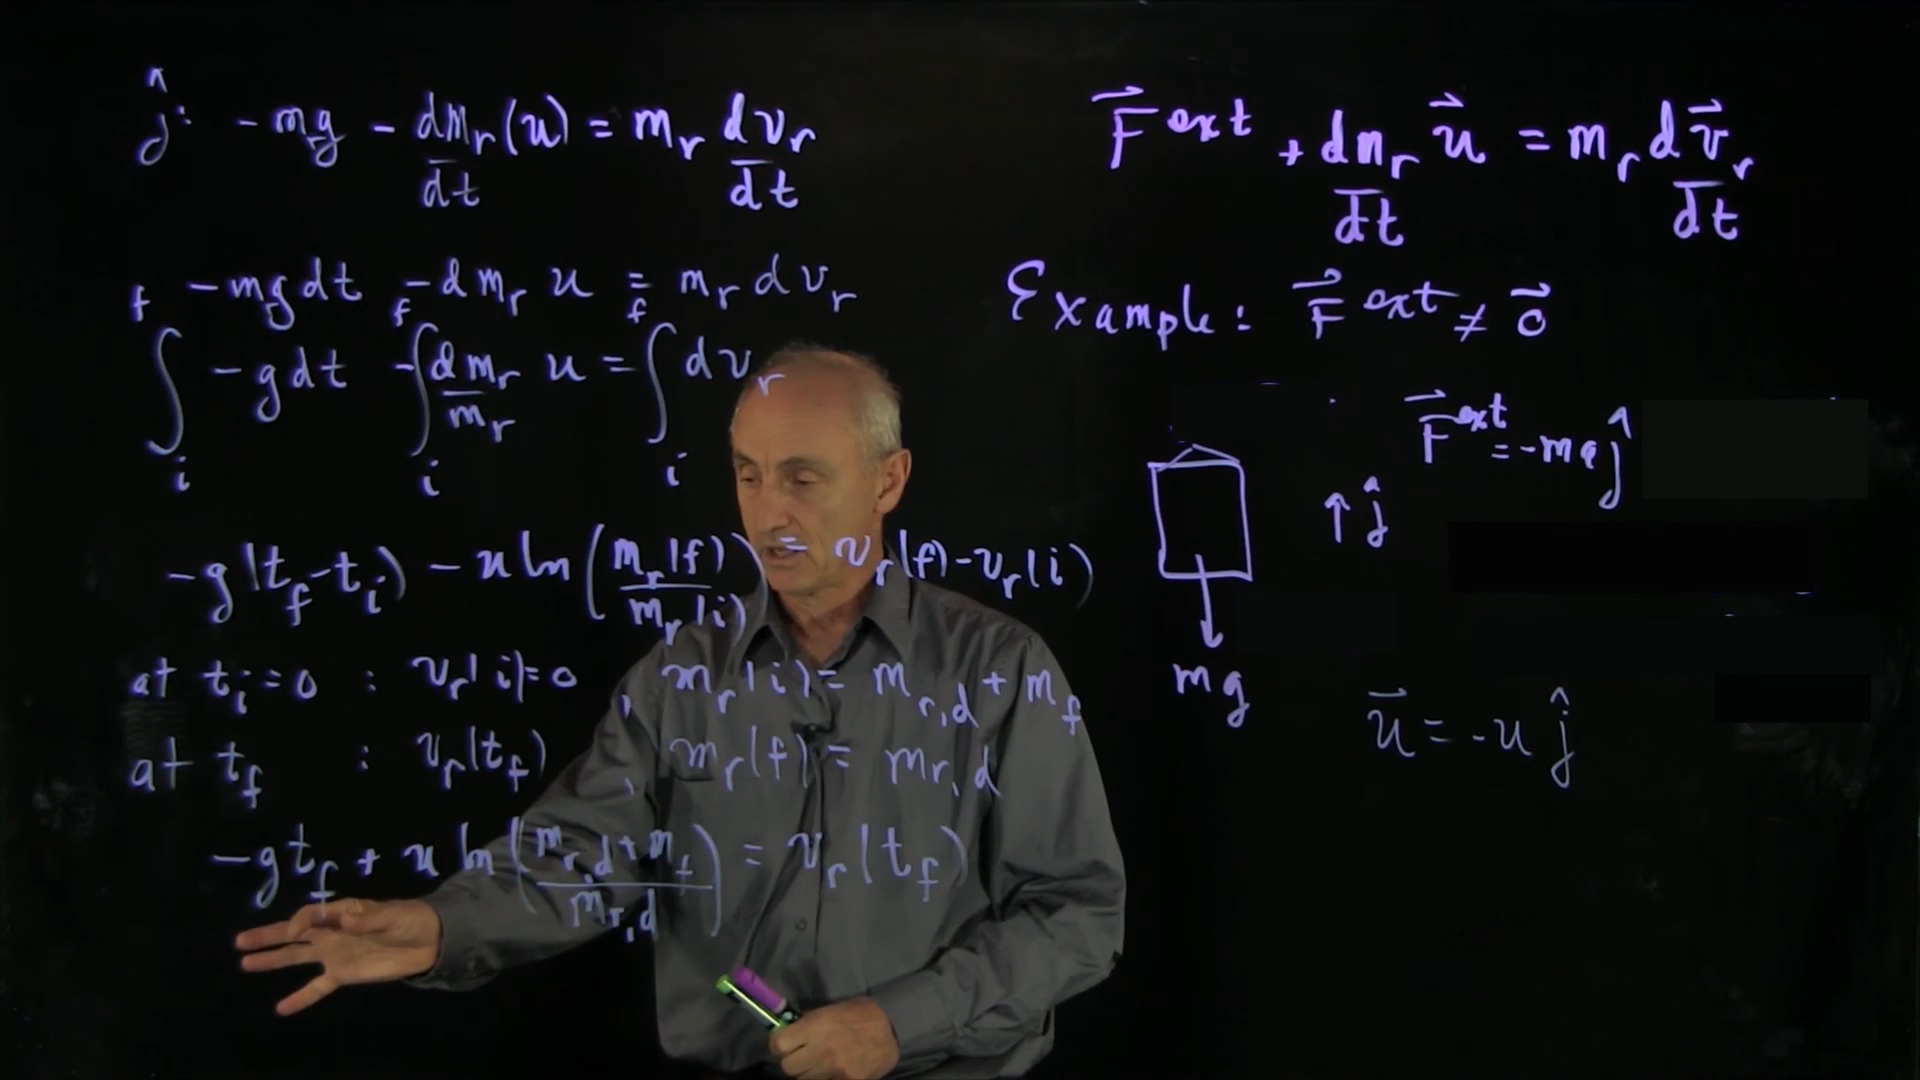 ĵ: -m_r g - dm_r/dt (u) = m_r dv_r/dt
-m_r g dt - dm_r u = m_r dv_r
∫_i^f -g dt - ∫_i^f dm_r/m_r u = ∫_i^f dv_r
-g(t_f - t_i) - u ln(m_r(f)/m_r(i)) = v_r(f) - v_r(i)
at t_i = 0 : v_r(i) = 0 , m_r(i) = m_r,d + m_f
at t_f : v_r(t_f) , m_r(f) = m_r,d
-g t_f + u ln((m_r,d + m_f)/m_r,d) = v_r(t_f)
F⃗^ext + dm_r/dt u⃗ = m_r dv⃗_r/dt
Example: F⃗^ext ≠ 0⃗
F⃗^ext = -mg ĵ
↑ ĵ
mg
u⃗ = -u ĵ